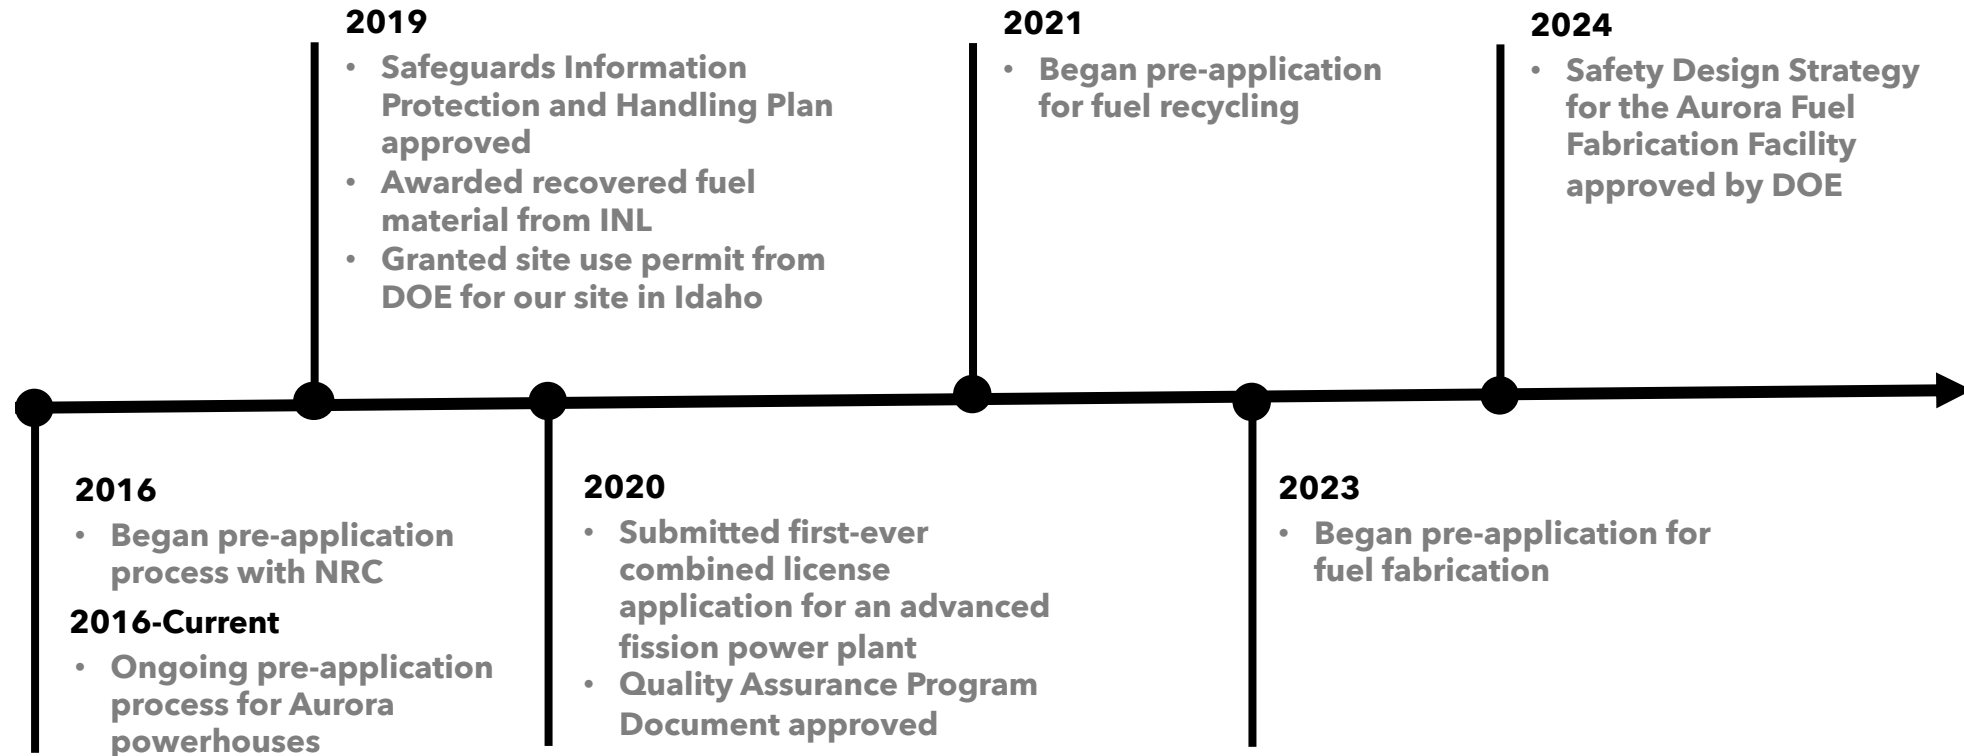 2019
• Safeguards Information
Protection and Handling Plan
approved
• Awarded recovered fuel
material from INL
• Granted site use permit from
DOE for our site in Idaho
2021
• Began pre-application
for fuel recycling
2024
• Safety Design Strategy
for the Aurora Fuel
Fabrication Facility
approved by DOE
2016
• Began pre-application
process with NRC
2016-Current
• Ongoing pre-application
process for Aurora
powerhouses
2020
• Submitted first-ever
combined license
application for an advanced
fission power plant
• Quality Assurance Program
Document approved
2023
• Began pre-application for
fuel fabrication